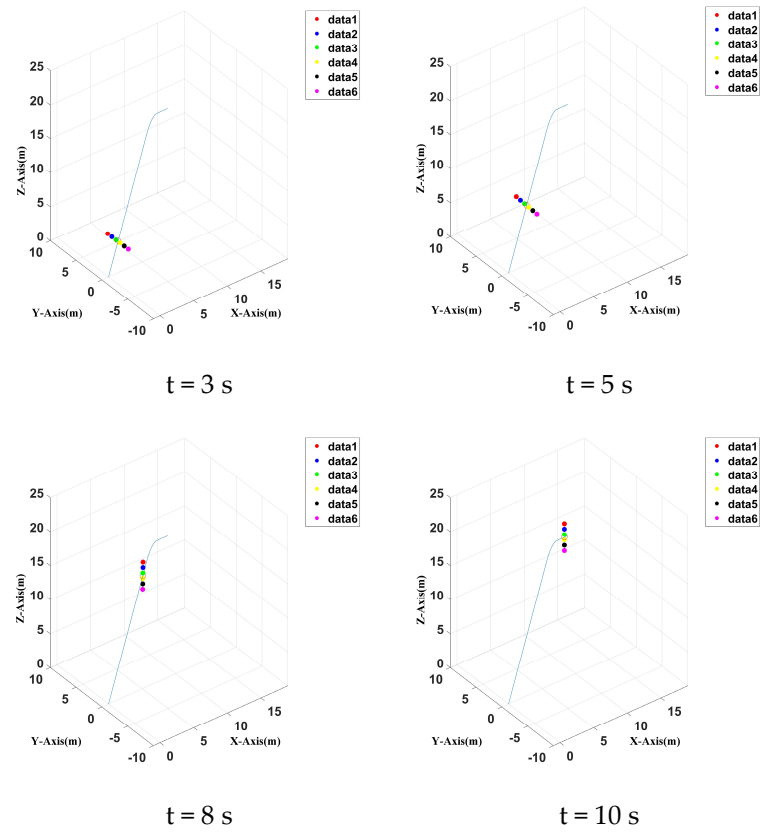 data1
data2
data3
data4
data5
data6
25
20
15
10
5
0
Z-Axis(m)
10
5
0
-5
-10
Y-Axis(m)
0
5
10
15
X-Axis(m)
t = 3 s
data1
data2
data3
data4
data5
data6
25
20
15
10
5
0
Z-Axis(m)
10
5
0
-5
-10
Y-Axis(m)
0
5
10
15
X-Axis(m)
t = 5 s
data1
data2
data3
data4
data5
data6
25
20
15
10
5
0
Z-Axis(m)
10
5
0
-5
-10
Y-Axis(m)
0
5
10
15
X-Axis(m)
t = 8 s
data1
data2
data3
data4
data5
data6
25
20
15
10
5
0
Z-Axis(m)
10
5
0
-5
-10
Y-Axis(m)
0
5
10
15
X-Axis(m)
t = 10 s